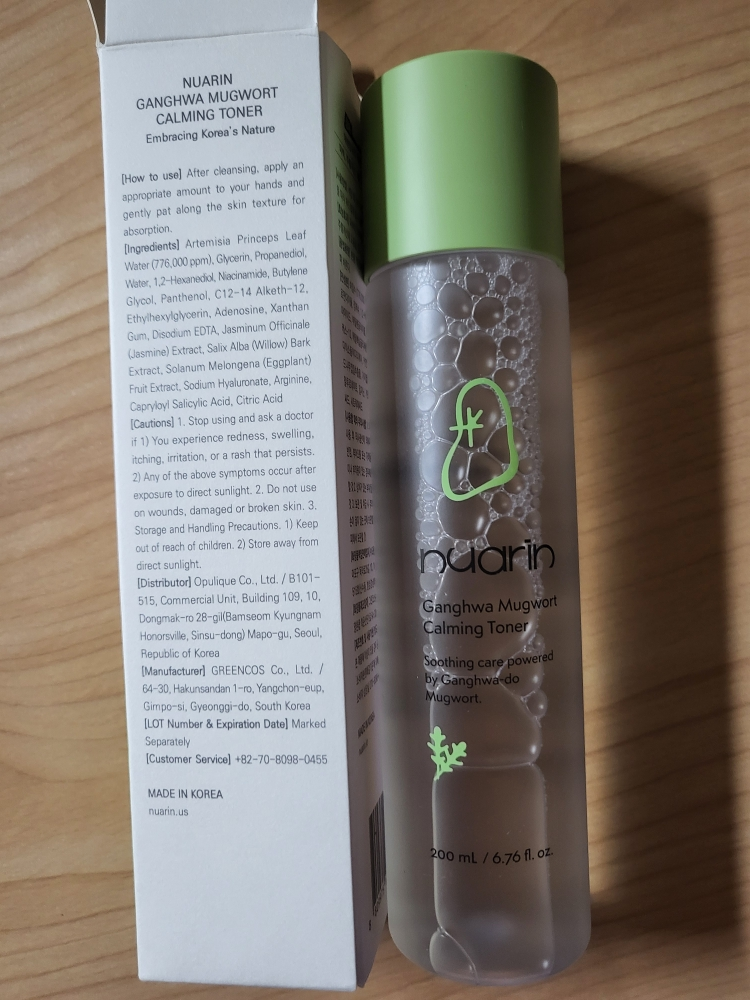 NUARIN
GANGHWA MUGWORT
CALMING TONER
Embracing Korea's Nature
[How to use] After cleansing, apply an
appropriate amount to your hands and
gently pat along the skin texture for
absorption.
[Ingredients] Artemisia Princeps Leaf
Water (776,000 ppm), Glycerin, Propanediol,
Water, 1,2-Hexanediol, Niacinamide, Butylene
Glycol, Panthenol, C12-14 Alketh-12,
Ethylhexylglycerin, Adenosine, Xanthan
Gum, Disodium EDTA, Jasminum Officinale
(Jasmine) Extract, Salix Alba (Willow) Bark
Extract, Solanum Melongena (Eggplant)
Fruit Extract, Sodium Hyaluronate, Arginine,
Capryloyl Salicylic Acid, Citric Acid
[Cautions] 1. Stop using and ask a doctor
if 1) You experience redness, swelling,
itching, irritation, or a rash that persists.
2) Any of the above symptoms occur after
exposure to direct sunlight. 2. Do not use
on wounds, damaged or broken skin. 3.
Storage and Handling Precautions. 1) Keep
out of reach of children. 2) Store away from
direct sunlight.
[Distributor] Opulique Co., Ltd. / B101-
515, Commercial Unit, Building 109, 10,
Dongmak-ro 28-gil(Bamseom Kyungnam
Honorsville, Sinsu-dong) Mapo-gu, Seoul,
Republic of Korea
[Manufacturer] GREENCOS Co., Ltd. /
64-30, Hakunsandan 1-ro, Yangchon-eup,
Gimpo-si, Gyeonggi-do, South Korea
[LOT Number & Expiration Date] Marked
Separately
[Customer Service] +82-70-8098-0455
MADE IN KOREA
nuarin.us
nuarin
Ganghwa Mugwort
Calming Toner
Soothing care powered
by Ganghwa-do
Mugwort.
200 mL / 6.76 fl. oz.